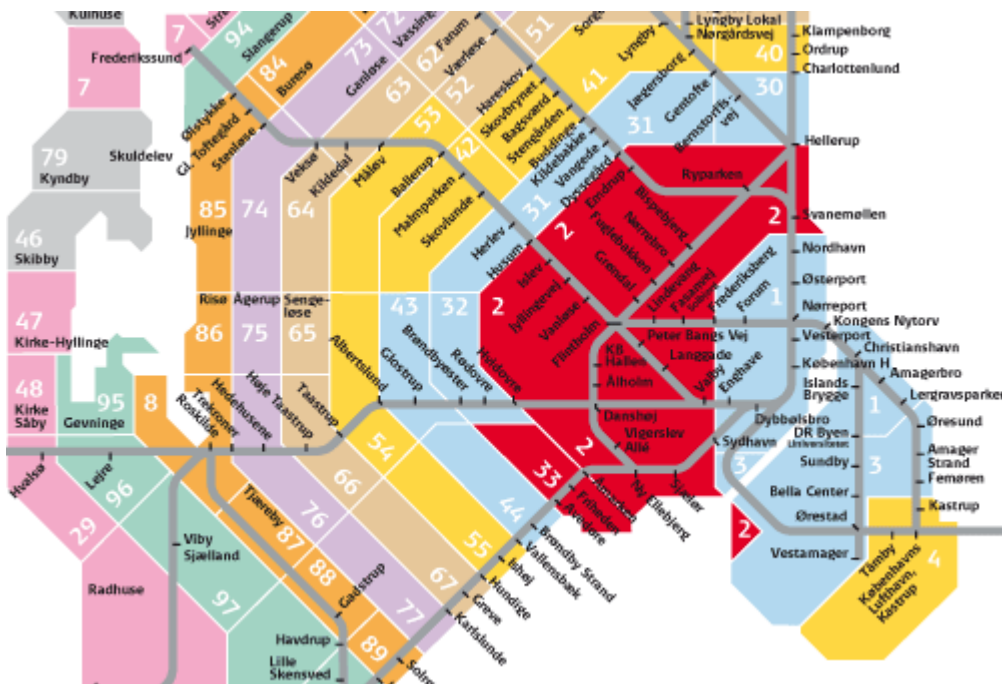 Kulhuse
7
Frederikssund
7
94
Slangerup
84
Buresø
72
73
Ganløse
Vassing
62
Farum
Værløse
63
52
51
Sorg
Lyngby
Lyngby Lokal
Nørgårdsvej
Klampenborg
40
Ordrup
Charlottenlund
41
Jægersborg
Gentofte
Bernstorffs-
vej
30
31
Hareskov
Skovbrynet
Bagsværd
Stengården
Buddinge
Kildebakke
Vangede
Dyssegård
Emdrup
Hellerup
79
Kyndby
Skuldelev
Ølstykke
Gl. Toftegård
Stenløse
Veksø
Kildedal
Måløv
53
42
Ballerup
Malmparken
Skovlunde
31
Herlev
Husum
Islev
Jyllingevej
Vanløse
Flintholm
2
Bispebjerg
Nørrebro
Fuglebakken
Grøndal
Ryparken
2
Svanemøllen
Nordhavn
Østerport
Nørreport
Kongens Nytorv
Vesterport
Christianshavn
København H
Amagerbro
Islands
Brygge
Lergravsparken
46
Skibby
85
Jyllinge
74
64
Lindevang
Fasanvej
Solbjerg
Frederiksberg
Forum
1
47
Kirke-Hyllinge
Risø
86
Ågerup
75
Senge-
løse
65
43
32
2
Albertslund
Glostrup
Brøndbyøster
Rødovre
Hvidovre
Peter Bangs Vej
KB
Hallen
Langgade
Ålholm
Valby
Enghave
48
Kirke
Såby
95
Gevninge
8
Roskilde
Trekroner
Hedehusene
Høje Taastrup
Taastrup
Danshøj
Vigerslev
Allé
2
Dybbølsbro
Sydhavn
3
DR Byen
Universitetet
1
Øresund
Sundby
3
Amager
Strand
Femøren
Bella Center
Kastrup
Ørestad
Vestamager
2
Tårnby
Københavns
Lufthavn,
Kastrup
4
Hvalsø
Lejre
96
29
54
66
76
Tjæreby
87
88
44
33
Åmarken
Friheden
Avedøre
Ny Ellebjerg
Sjælør
Brøndby Strand
Vallensbæk
Ishøj
Hundige
Greve
Karlslunde
55
67
77
Viby
Sjælland
Radhuse
97
Gadstrup
Havdrup
Lille
Skensved
89
Solrø